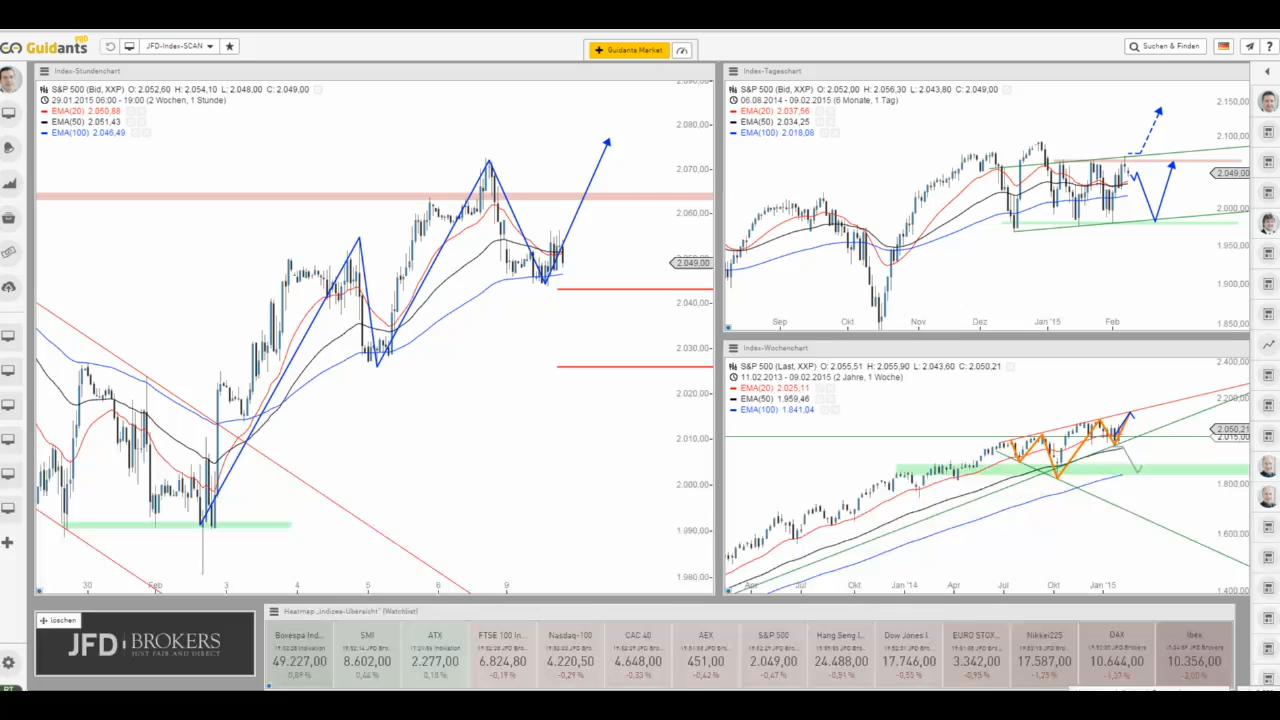 Guidants PRO
JFD-Index-SCAN
Guidants Market
Suchen & Finden
Index-Stundenchart
S&P 500 (Bid, XXP) O: 2.052,60 H: 2.054,10 L: 2.048,00 C: 2.049,00
29.01.2015 06:00 - 19:00 (2 Wochen, 1 Stunde)
EMA(20) 2.050,88
EMA(50) 2.051,43
EMA(100) 2.046,49
2.080,00
2.070,00
2.060,00
2.049,00
2.040,00
2.030,00
2.020,00
2.010,00
2.000,00
1.990,00
1.980,00
30 Feb 3 4 5 6 9
Index-Tageschart
S&P 500 (Bid, XXP) O: 2.052,00 H: 2.056,30 L: 2.043,80 C: 2.049,00
06.08.2014 - 09.02.2015 (6 Monate, 1 Tag)
EMA(20) 2.037,56
EMA(50) 2.034,25
EMA(100) 2.018,08
2.150,00
2.100,00
2.049,00
2.000,00
1.950,00
1.900,00
1.850,00
Sep Okt Nov Dez Jan '15 Feb
Index-Wochenchart
S&P 500 (Last, XXP) O: 2.055,51 H: 2.055,90 L: 2.043,60 C: 2.050,21
11.02.2013 - 09.02.2015 (2 Jahre, 1 Woche)
EMA(20) 2.025,11
EMA(50) 1.959,46
EMA(100) 1.841,04
2.400,00
2.200,00
2.050,21
2.015,00
1.800,00
1.400,00
Apr Jul Okt Jan '14 Apr Jul Okt Jan '15
löschen
JFD BROKERS
JUST FAIR AND DIRECT
Heatmap „Indizes-Übersicht" (Watchlist)
Bovespa Ind... SMI ATX FTSE 100 In... Nasdaq-100 CAC 40 AEX S&P 500 Hang Seng I... Dow Jones I... EURO STOX... Nikkei225 DAX Ibex
49.227,00 8.602,00 2.277,00 6.824,80 4.220,50 4.648,00 451,00 2.049,00 24.488,00 17.746,00 3.342,00 17.587,00 10.644,00 10.356,00